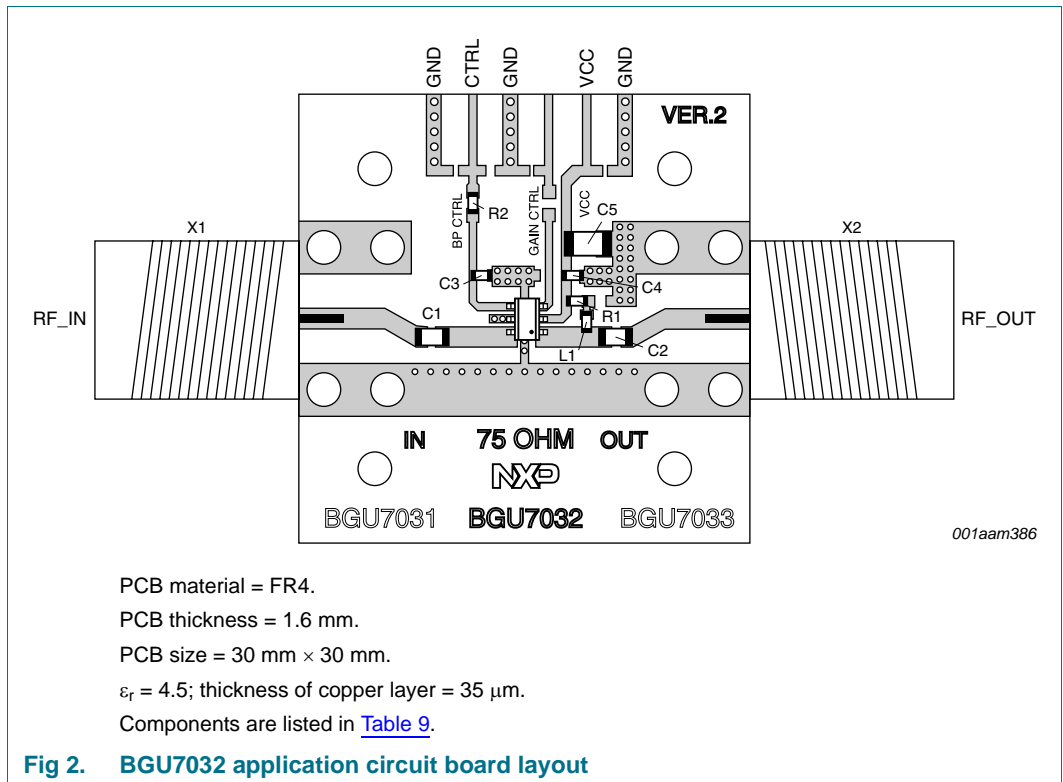 GND
CTRL
GND
VCC
GND
VER.2
BP CTRL
R2
GAIN CTRL
VCC
C5
X1
X2
C3
C4
RF_IN
C1
R1
RF_OUT
L1
C2
IN 75 OHM OUT
NXP
BGU7031 BGU7032 BGU7033
001aam386
PCB material = FR4.
PCB thickness = 1.6 mm.
PCB size = 30 mm × 30 mm.
εr = 4.5; thickness of copper layer = 35 μm.
Components are listed in Table 9.
Fig 2. BGU7032 application circuit board layout